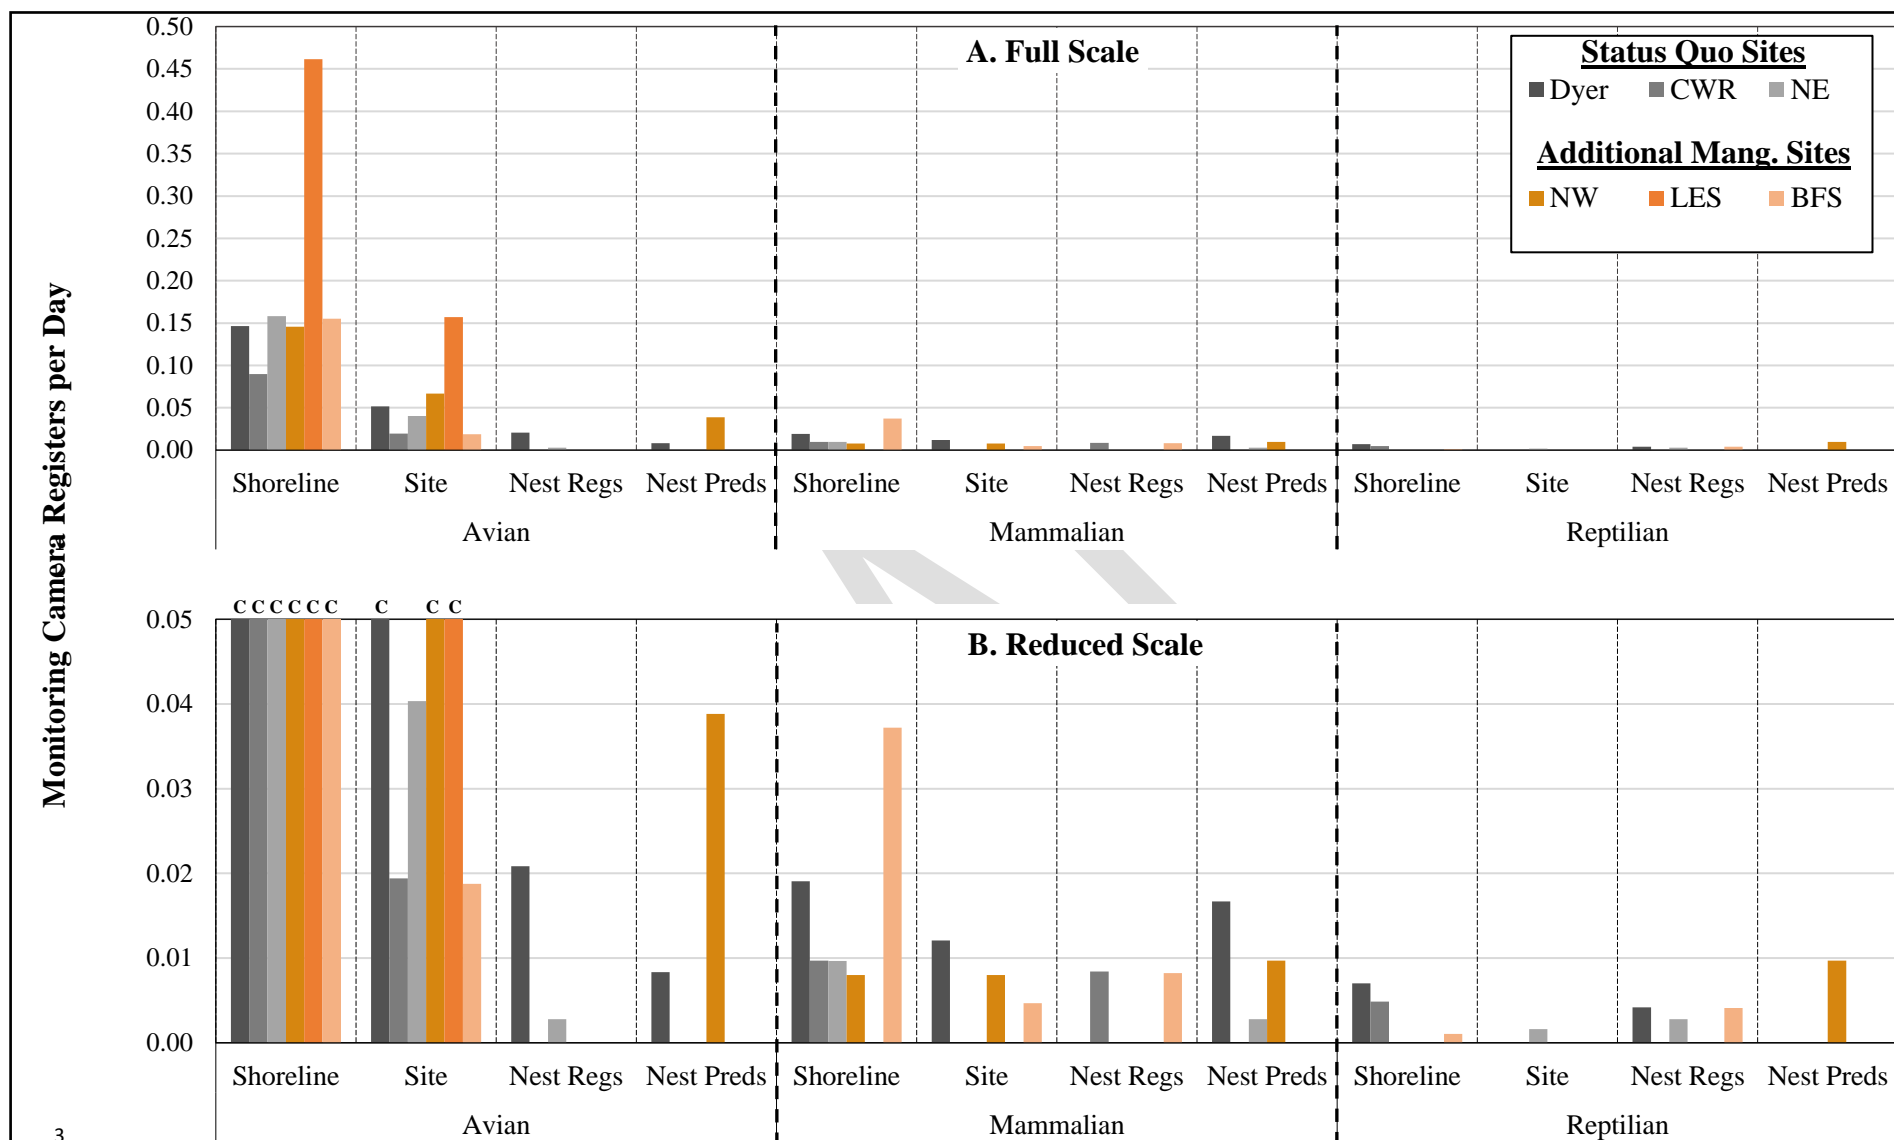 Monitoring Camera Registers per Day
A. Full Scale
Status Quo Sites
Dyer CWR NE
Additional Mang. Sites
NW LES BFS
0.50
0.45
0.40
0.35
0.30
0.25
0.20
0.15
0.10
0.05
0.00
Shoreline Site Nest Regs Nest Preds Shoreline Site Nest Regs Nest Preds Shoreline Site Nest Regs Nest Preds
Avian Mammalian Reptilian
C C C C C C C C C
B. Reduced Scale
0.05
0.04
0.03
0.02
0.01
0.00
Shoreline Site Nest Regs Nest Preds Shoreline Site Nest Regs Nest Preds Shoreline Site Nest Regs Nest Preds
Avian Mammalian Reptilian
3